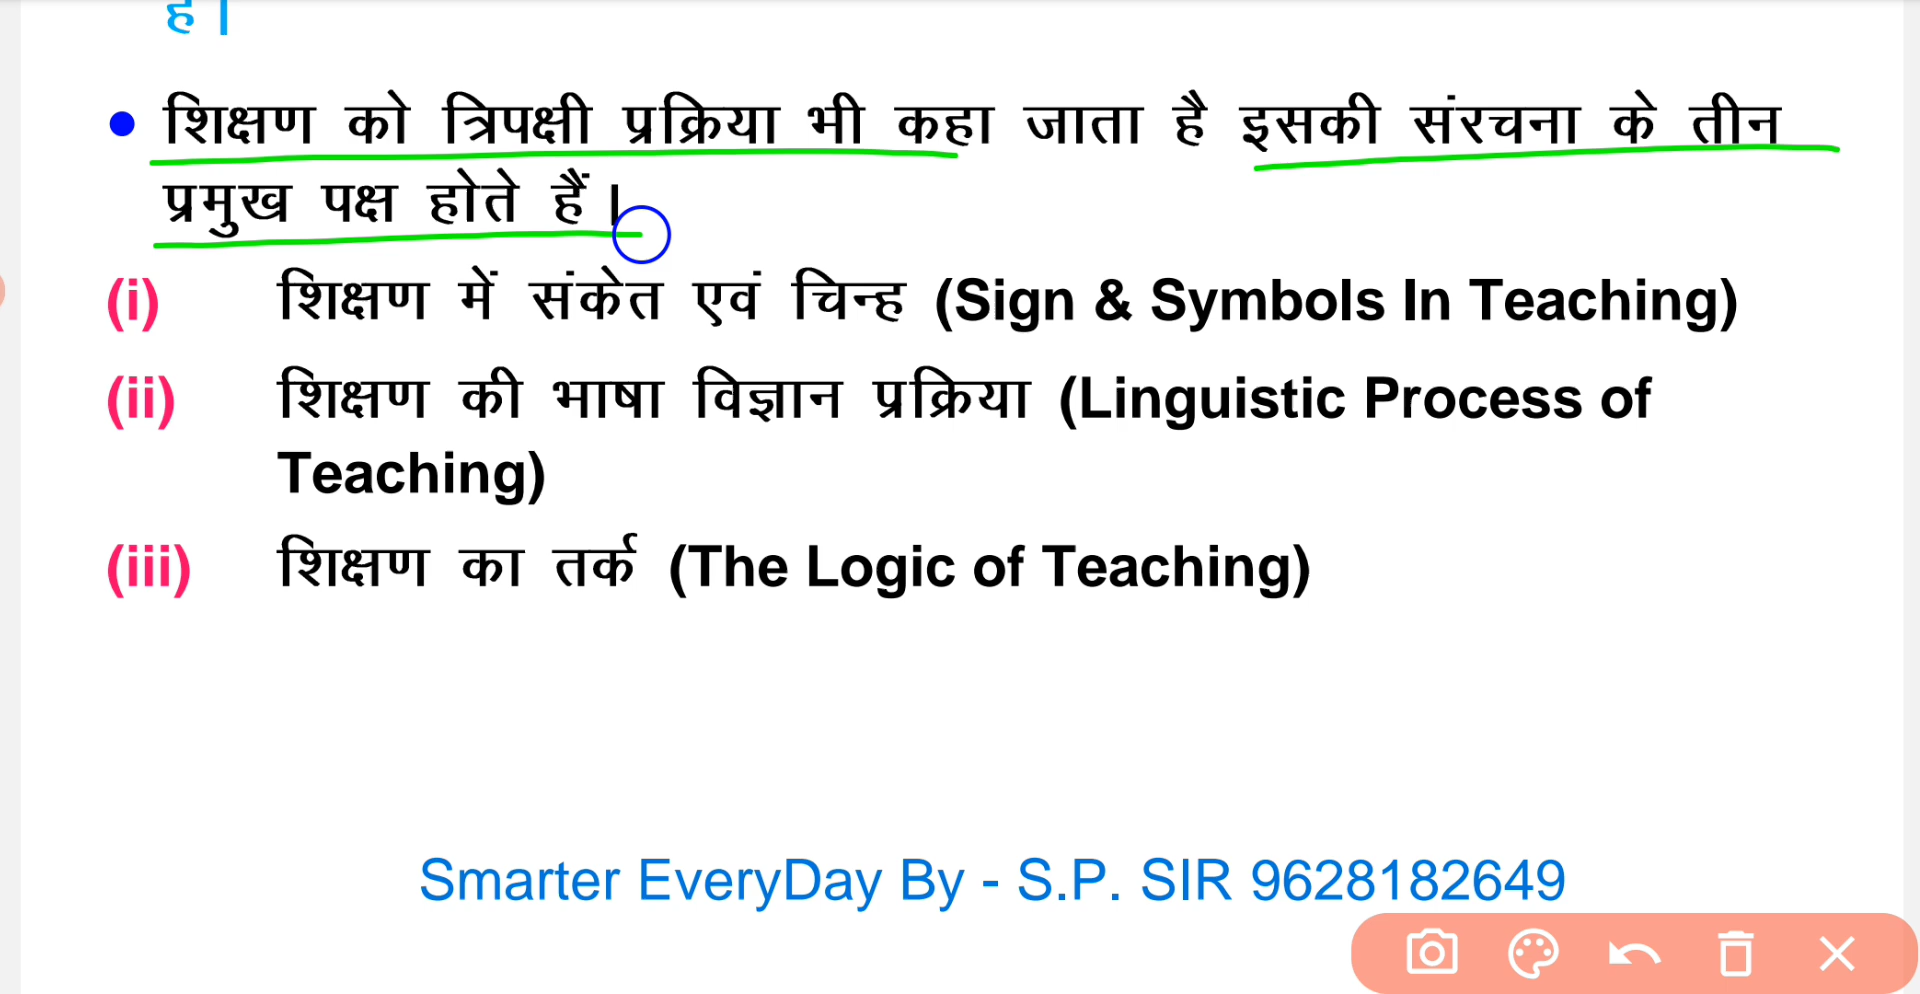 है।
• शिक्षण को त्रिपक्षी प्रक्रिया भी कहा जाता है इसकी संरचना के तीन
प्रमुख पक्ष होते हैं।
(i) शिक्षण में संकेत एवं चिन्ह (Sign & Symbols In Teaching)
(ii) शिक्षण की भाषा विज्ञान प्रक्रिया (Linguistic Process of
Teaching)
(iii) शिक्षण का तर्क (The Logic of Teaching)
Smarter EveryDay By - S.P. SIR 9628182649